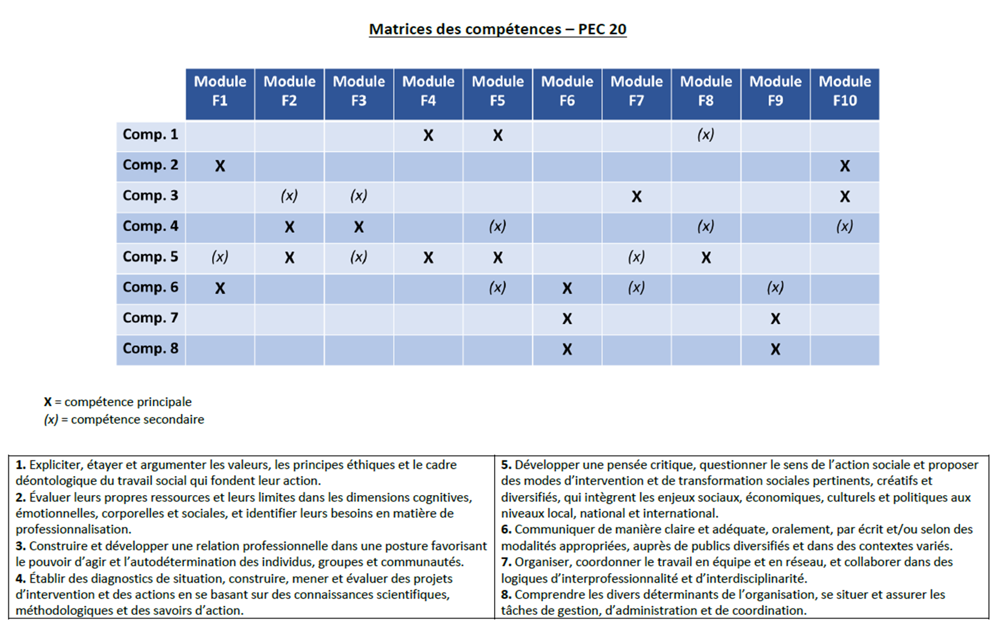 Matrices des compétences – PEC 20
Module F1 Module F2 Module F3 Module F4 Module F5 Module F6 Module F7 Module F8 Module F9 Module F10
Comp. 1 X X (x)
Comp. 2 X X
Comp. 3 (x) (x) X X
Comp. 4 X X (x) (x) (x)
Comp. 5 (x) X (x) X X (x) X
Comp. 6 X (x) X (x) (x)
Comp. 7 X X
Comp. 8 X X
X = compétence principale
(x) = compétence secondaire
1. Expliciter, étayer et argumenter les valeurs, les principes éthiques et le cadre
déontologique du travail social qui fondent leur action.
2. Évaluer leurs propres ressources et leurs limites dans les dimensions cognitives,
émotionnelles, corporelles et sociales, et identifier leurs besoins en matière de
professionnalisation.
3. Construire et développer une relation professionnelle dans une posture favorisant
le pouvoir d’agir et l’autodétermination des individus, groupes et communautés.
4. Établir des diagnostics de situation, construire, mener et évaluer des projets
d’intervention et des actions en se basant sur des connaissances scientifiques,
méthodologiques et des savoirs d’action.
5. Développer une pensée critique, questionner le sens de l’action sociale et proposer
des modes d’intervention et de transformation sociales pertinents, créatifs et
diversifiés, qui intègrent les enjeux sociaux, économiques, culturels et politiques aux
niveaux local, national et international.
6. Communiquer de manière claire et adéquate, oralement, par écrit et/ou selon des
modalités appropriées, auprès de publics diversifiés et dans des contextes variés.
7. Organiser, coordonner le travail en équipe et en réseau, et collaborer dans des
logiques d’interprofessionnalité et d’interdisciplinarité.
8. Comprendre les divers déterminants de l’organisation, se situer et assurer les
tâches de gestion, d’administration et de coordination.